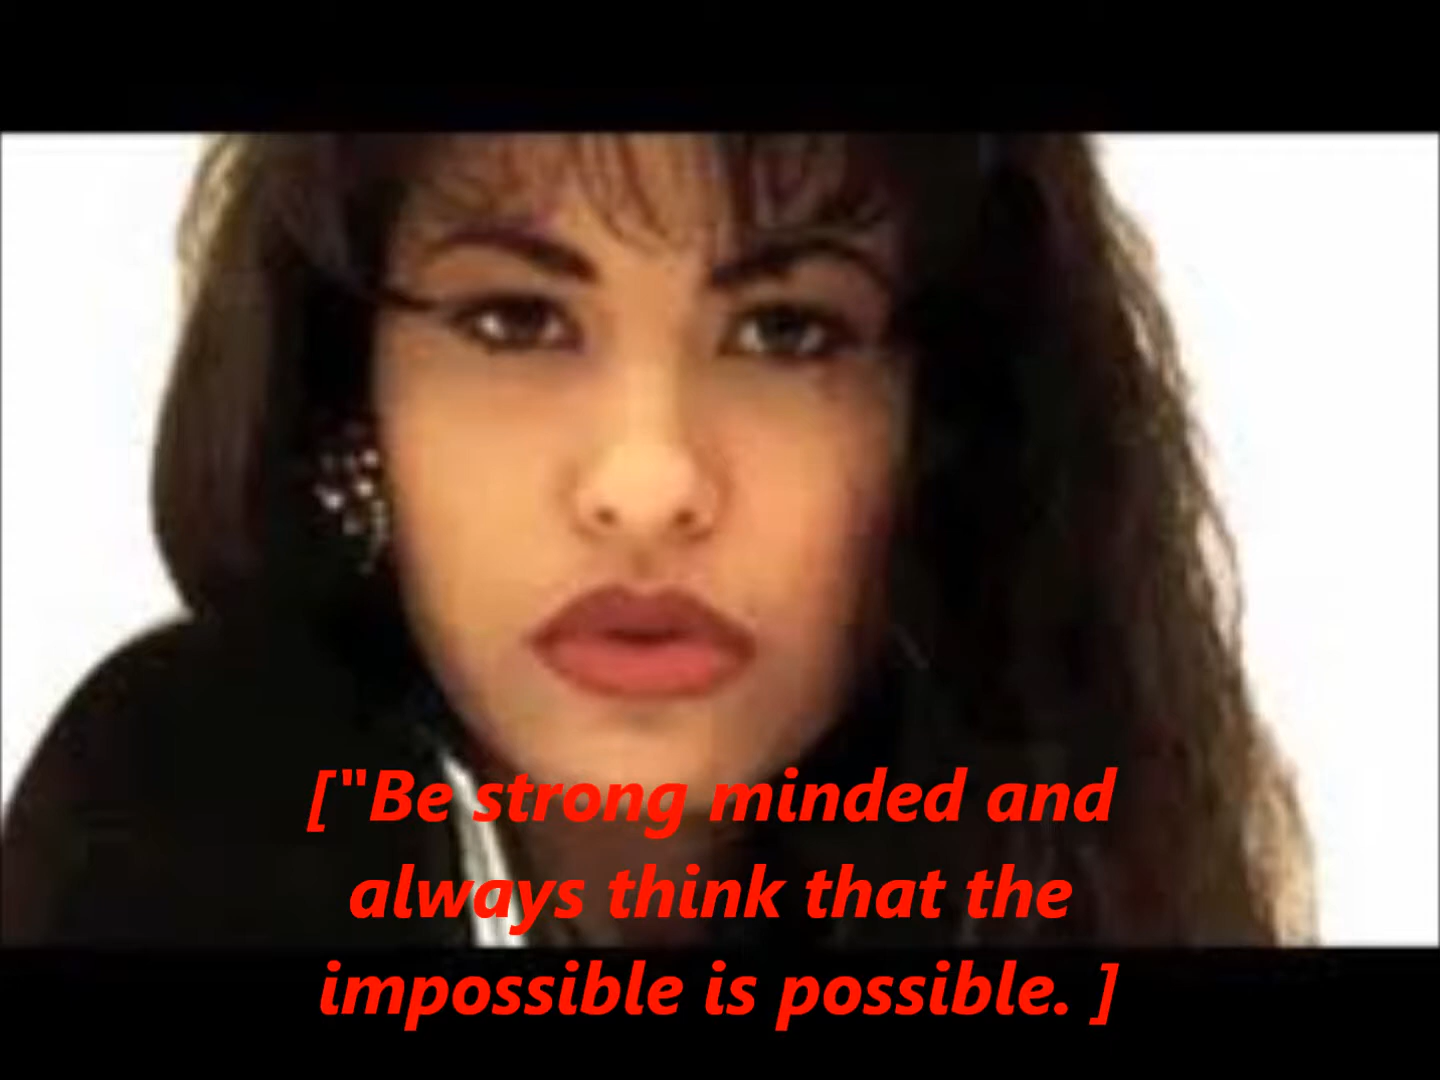 ["Be strong minded and
always think that the
impossible is possible. ]